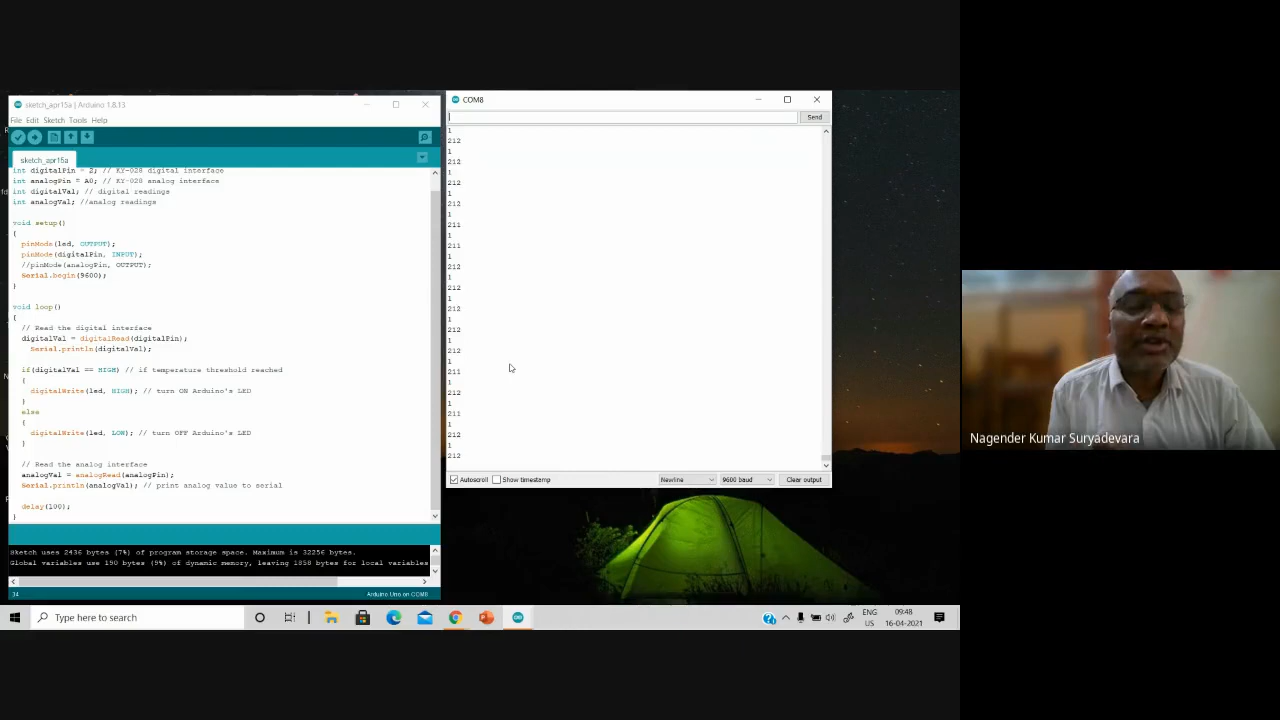 sketch_apr15a | Arduino 1.8.13
File Edit Sketch Tools Help
sketch_apr15a
int digitalPin = 2; // KY-028 digital interface
int analogPin = A0; // KY-028 analog interface
int digitalVal; // digital readings
int analogVal; //analog readings
void setup()
{
pinMode(led, OUTPUT);
pinMode(digitalPin, INPUT);
//pinMode(analogPin, OUTPUT);
Serial.begin(9600);
}
void loop()
{
// Read the digital interface
digitalVal = digitalRead(digitalPin);
Serial.println(digitalVal);
if(digitalVal == HIGH) // if temperature threshold reached
{
digitalWrite(led, HIGH); // turn ON Arduino's LED
}
else
{
digitalWrite(led, LOW); // turn OFF Arduino's LED
}
// Read the analog interface
analogVal = analogRead(analogPin);
Serial.println(analogVal); // print analog value to serial
delay(100);
}
Sketch uses 2436 bytes (7%) of program storage space. Maximum is 32256 bytes.
Global variables use 190 bytes (9%) of dynamic memory, leaving 1858 bytes for local variables
34
Arduino Uno on COM8
COM8
Send
1
212
1
212
1
212
1
212
1
211
1
211
1
212
1
212
1
212
1
212
1
212
1
211
1
212
1
211
1
212
1
212
Autoscroll Show timestamp
Newline
9600 baud
Clear output
Nagender Kumar Suryadevara
Type here to search
ENG
US
09:48
16-04-2021